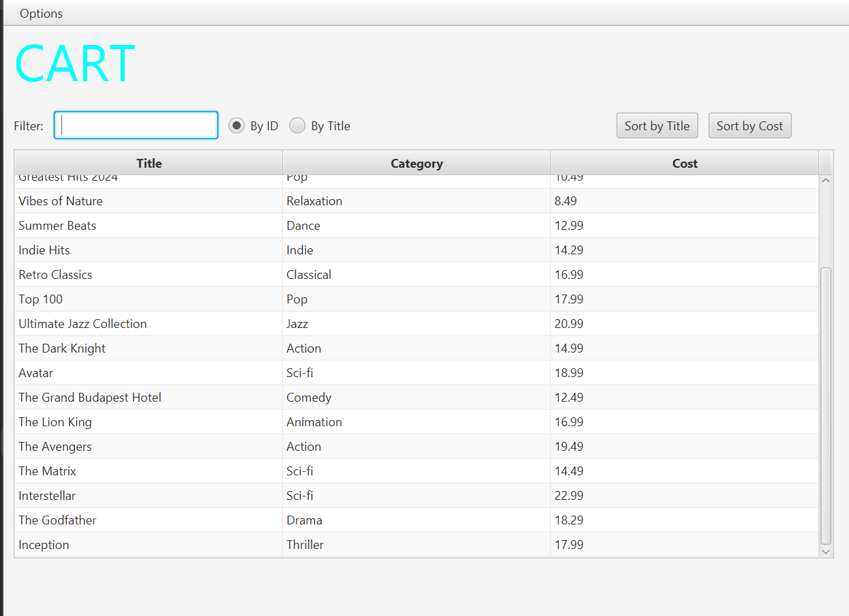 Options
CART
Filter: By ID By Title Sort by Title Sort by Cost
Title Category Cost
Greatest Hits 2024 Pop 10.49
Vibes of Nature Relaxation 8.49
Summer Beats Dance 12.99
Indie Hits Indie 14.29
Retro Classics Classical 16.99
Top 100 Pop 17.99
Ultimate Jazz Collection Jazz 20.99
The Dark Knight Action 14.99
Avatar Sci-fi 18.99
The Grand Budapest Hotel Comedy 12.49
The Lion King Animation 16.99
The Avengers Action 19.49
The Matrix Sci-fi 14.49
Interstellar Sci-fi 22.99
The Godfather Drama 18.29
Inception Thriller 17.99